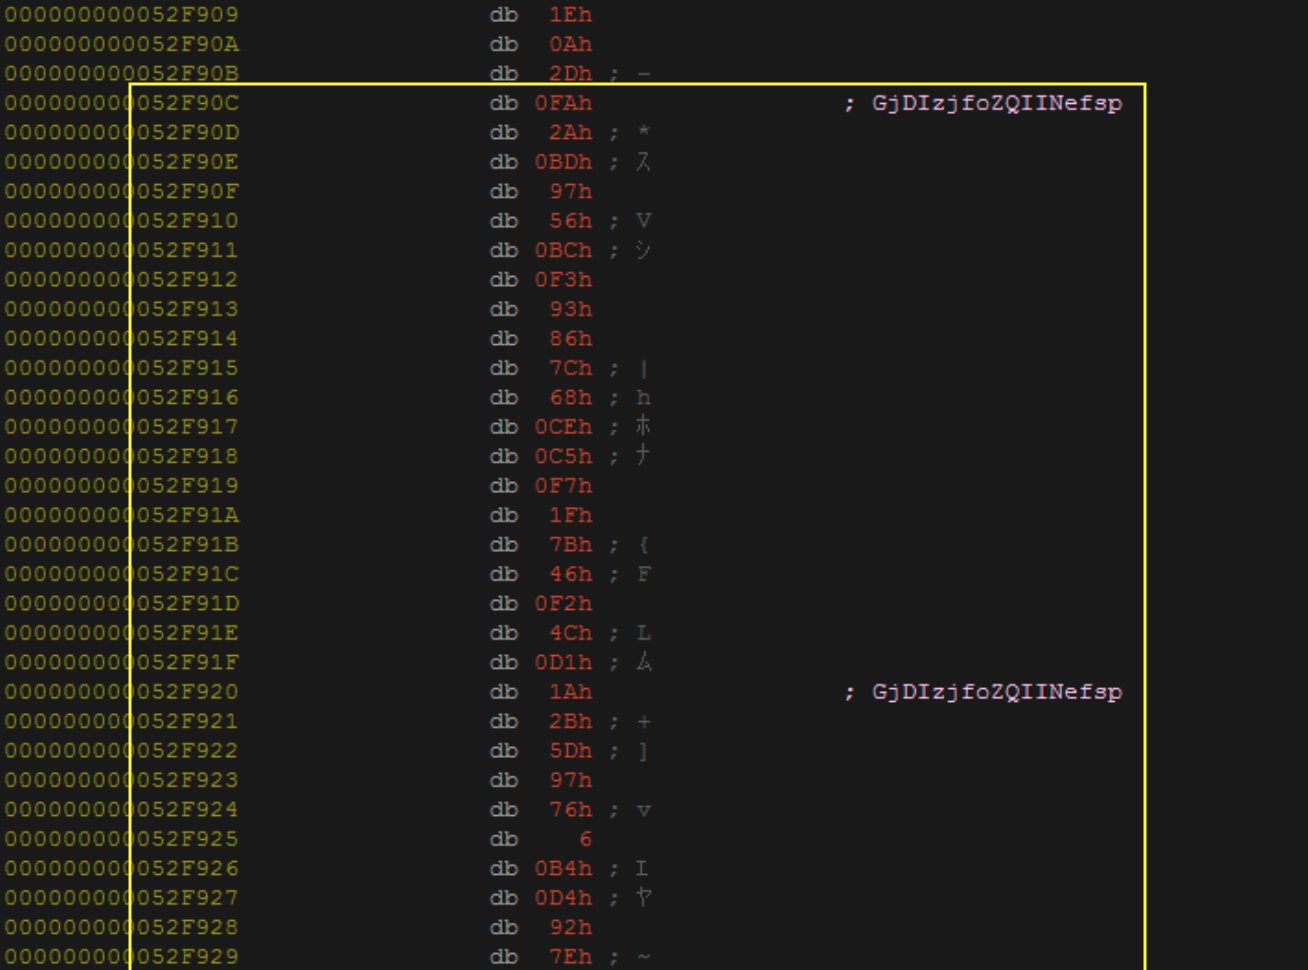 000000000052F909 db 1Eh
000000000052F90A db 0Ah
000000000052F90B db 2Dh ; -
000000000052F90C db 0FAh ; GjDIzjfoZQIINefsp
000000000052F90D db 2Ah ; *
000000000052F90E db 0BDh ; ス
000000000052F90F db 97h
000000000052F910 db 56h ; V
000000000052F911 db 0BCh ; シ
000000000052F912 db 0F3h
000000000052F913 db 93h
000000000052F914 db 86h
000000000052F915 db 7Ch ; |
000000000052F916 db 68h ; h
000000000052F917 db 0CEh ; ホ
000000000052F918 db 0C5h ; ナ
000000000052F919 db 0F7h
000000000052F91A db 1Fh
000000000052F91B db 7Bh ; {
000000000052F91C db 46h ; F
000000000052F91D db 0F2h
000000000052F91E db 4Ch ; L
000000000052F91F db 0D1h ; ム
000000000052F920 db 1Ah ; GjDIzjfoZQIINefsp
000000000052F921 db 2Bh ; +
000000000052F922 db 5Dh ; ]
000000000052F923 db 97h
000000000052F924 db 76h ; v
000000000052F925 db 6
000000000052F926 db 0B4h ; エ
000000000052F927 db 0D4h ; ヤ
000000000052F928 db 92h
000000000052F929 db 7Eh ; ~